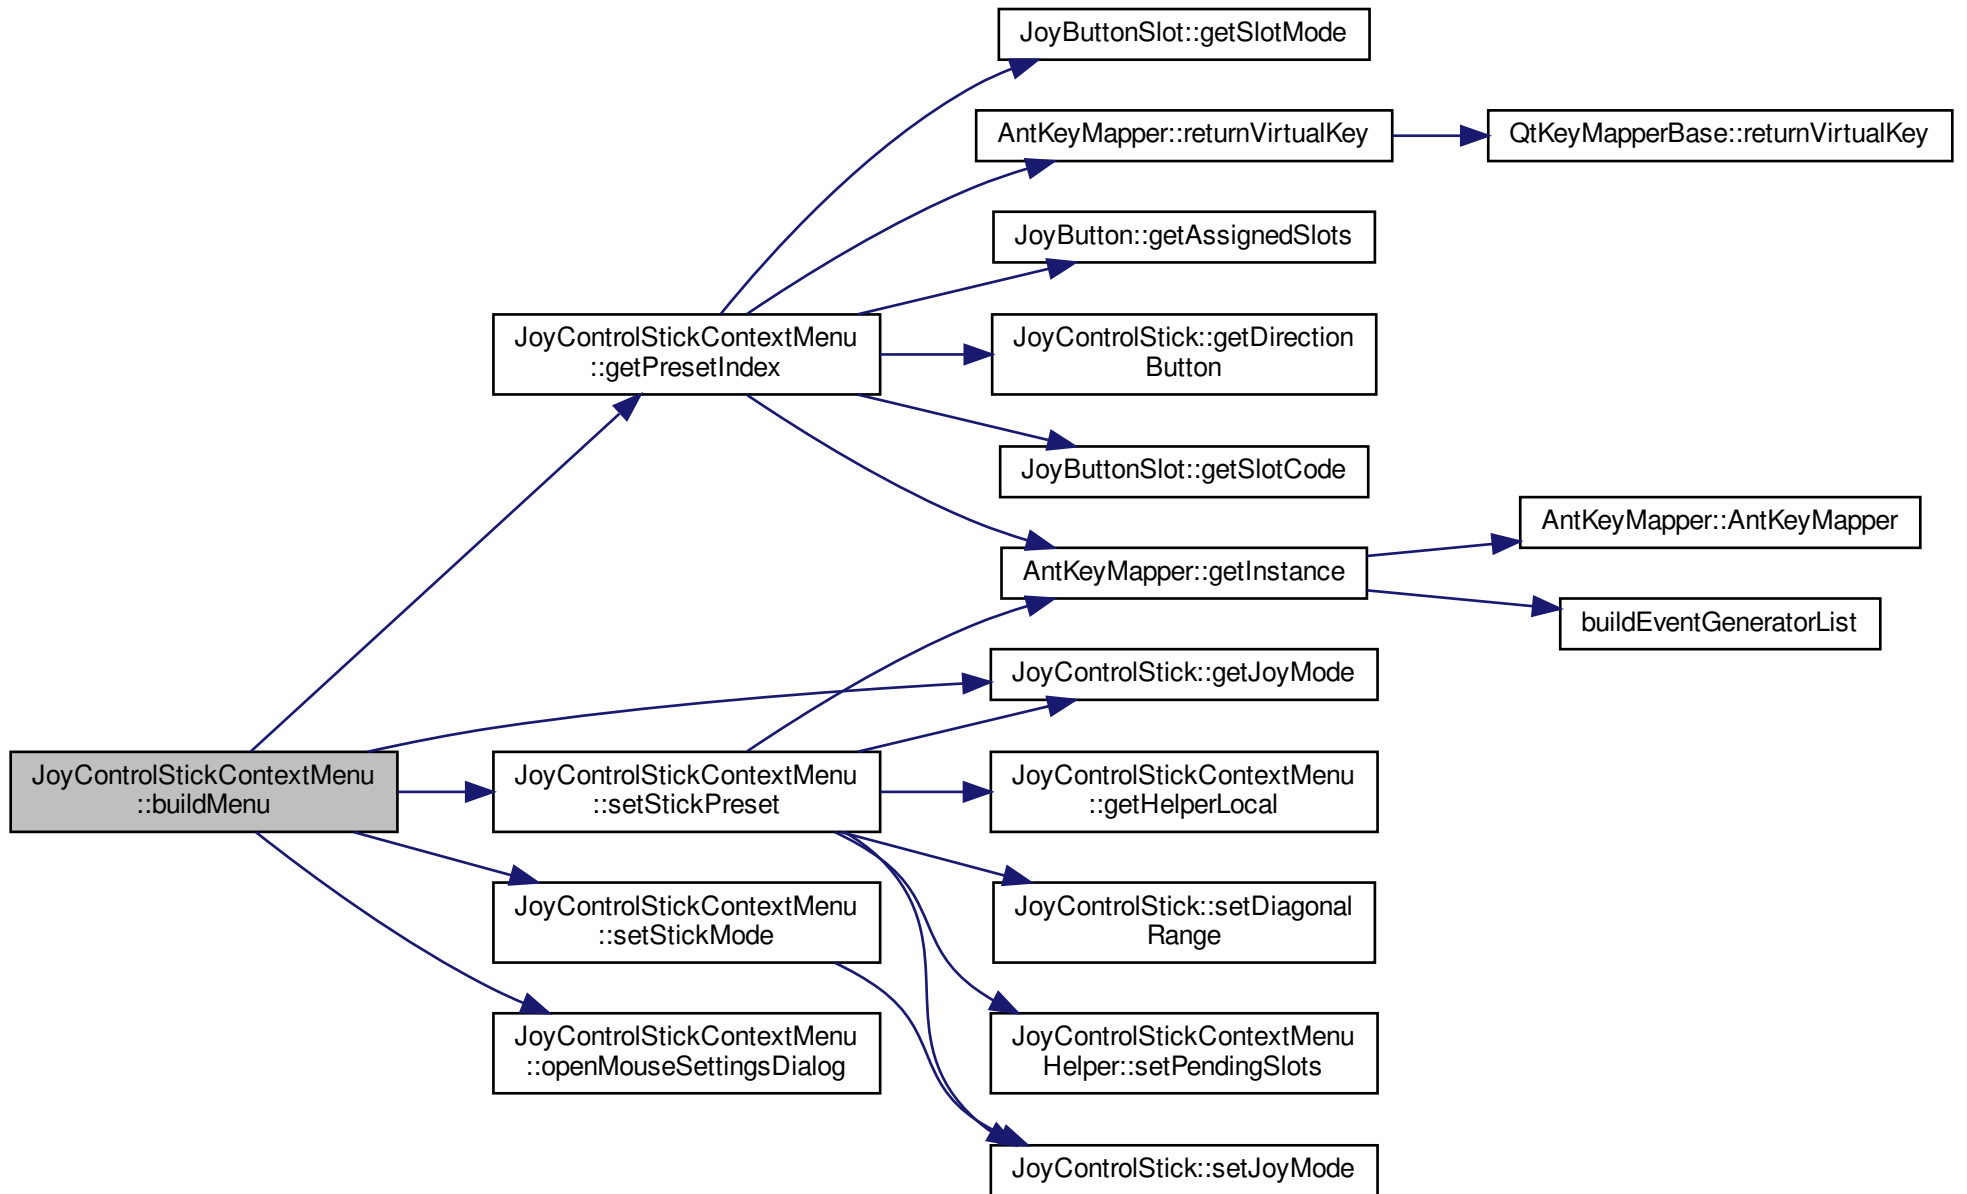 JoyButtonSlot::getSlotMode
AntKeyMapper::returnVirtualKey
QtKeyMapperBase::returnVirtualKey
JoyButton::getAssignedSlots
JoyControlStickContextMenu
::getPresetIndex
JoyControlStick::getDirection
Button
JoyButtonSlot::getSlotCode
AntKeyMapper::AntKeyMapper
AntKeyMapper::getInstance
buildEventGeneratorList
JoyControlStick::getJoyMode
JoyControlStickContextMenu
::buildMenu
JoyControlStickContextMenu
::setStickPreset
JoyControlStickContextMenu
::getHelperLocal
JoyControlStickContextMenu
::setStickMode
JoyControlStick::setDiagonal
Range
JoyControlStickContextMenu
::openMouseSettingsDialog
JoyControlStickContextMenu
Helper::setPendingSlots
JoyControlStick::setJoyMode